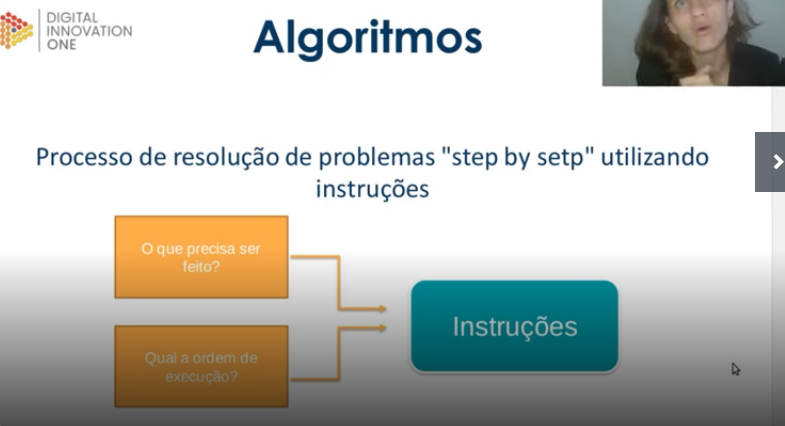 DIGITAL
INNOVATION
ONE
Algoritmos
Processo de resolução de problemas "step by setp" utilizando
instruções
O que precisa ser
feito?
Qual a ordem de
execução?
Instruções